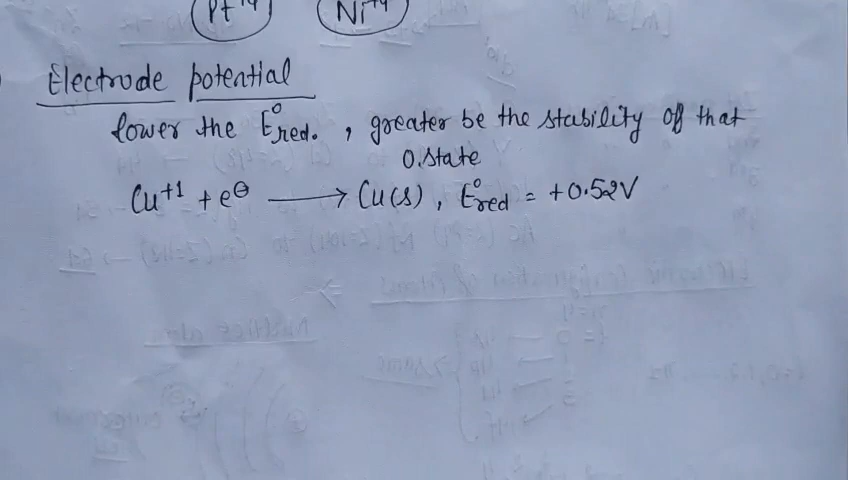 Pt+4 Ni+4
Electrode potential
lower the E°red. , greater be the stability of that
O.state
Cu+1 + e⊖ ⟶ Cu(s), E°red = +0.52V